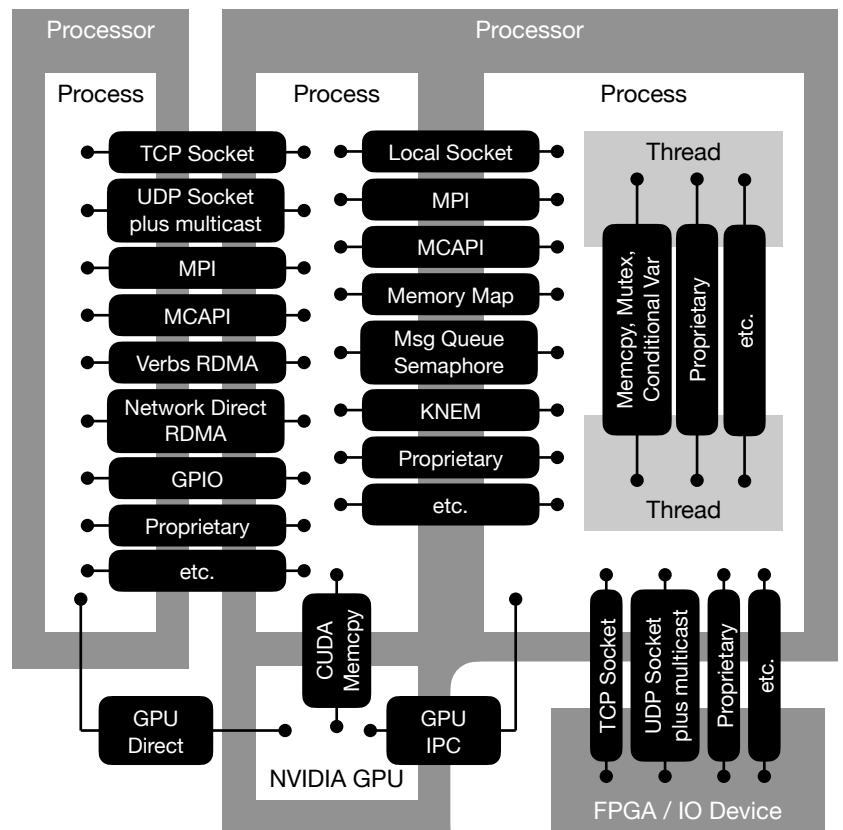 Processor
Processor
Process
Process
Process
TCP Socket
UDP Socket
plus multicast
MPI
MCAPI
Verbs RDMA
Network Direct
RDMA
GPIO
Proprietary
etc.
Local Socket
MPI
MCAPI
Memory Map
Msg Queue
Semaphore
KNEM
Proprietary
etc.
Thread
Memcpy, Mutex,
Conditional Var
Proprietary
etc.
Thread
CUDA
Memcpy
GPU
Direct
GPU
IPC
NVIDIA GPU
TCP Socket
UDP Socket
plus multicast
Proprietary
etc.
FPGA / IO Device